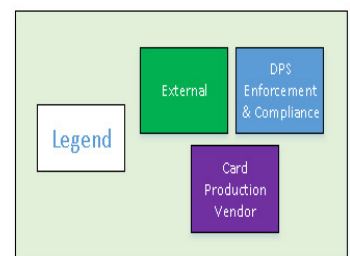 Legend
External
DPS
Enforcement
& Compliance
Card
Production
Vendor